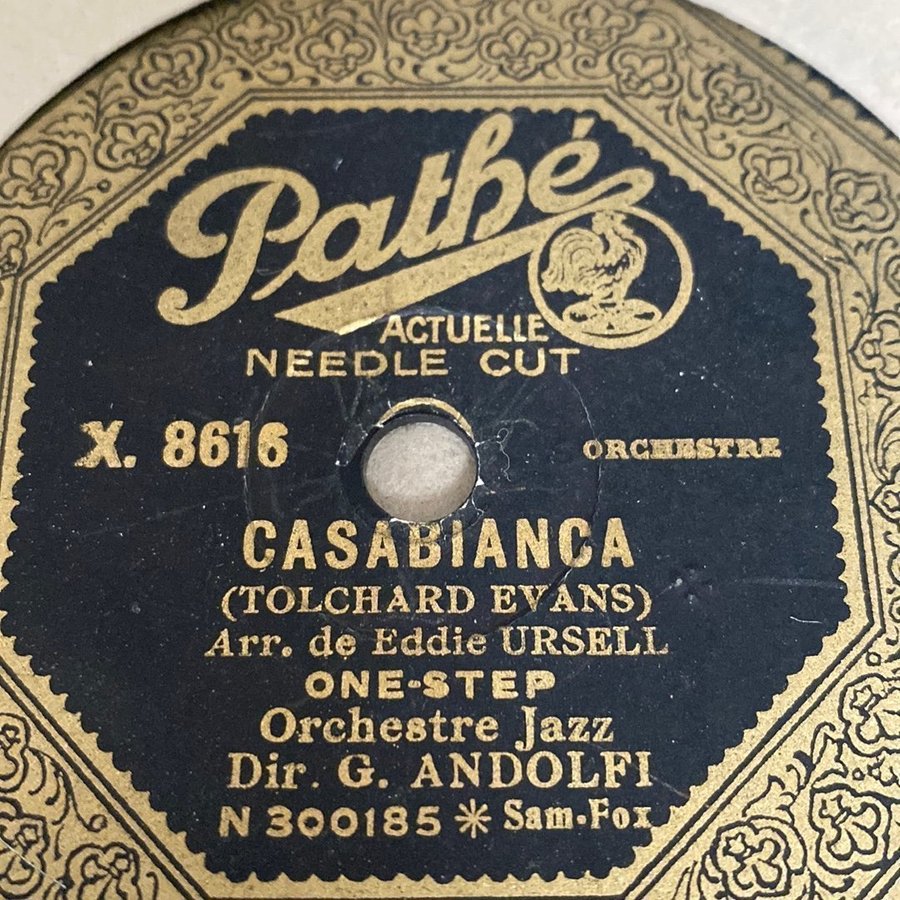 Pathé
ACTUELLE
NEEDLE CUT
X. 8616
ORCHESTRE
CASABIANCA
(TOLCHARD EVANS)
Arr. de Eddie URSELL
ONE-STEP
Orchestre Jazz
Dir. G. ANDOLFI
N 300185 * Sam-Fox